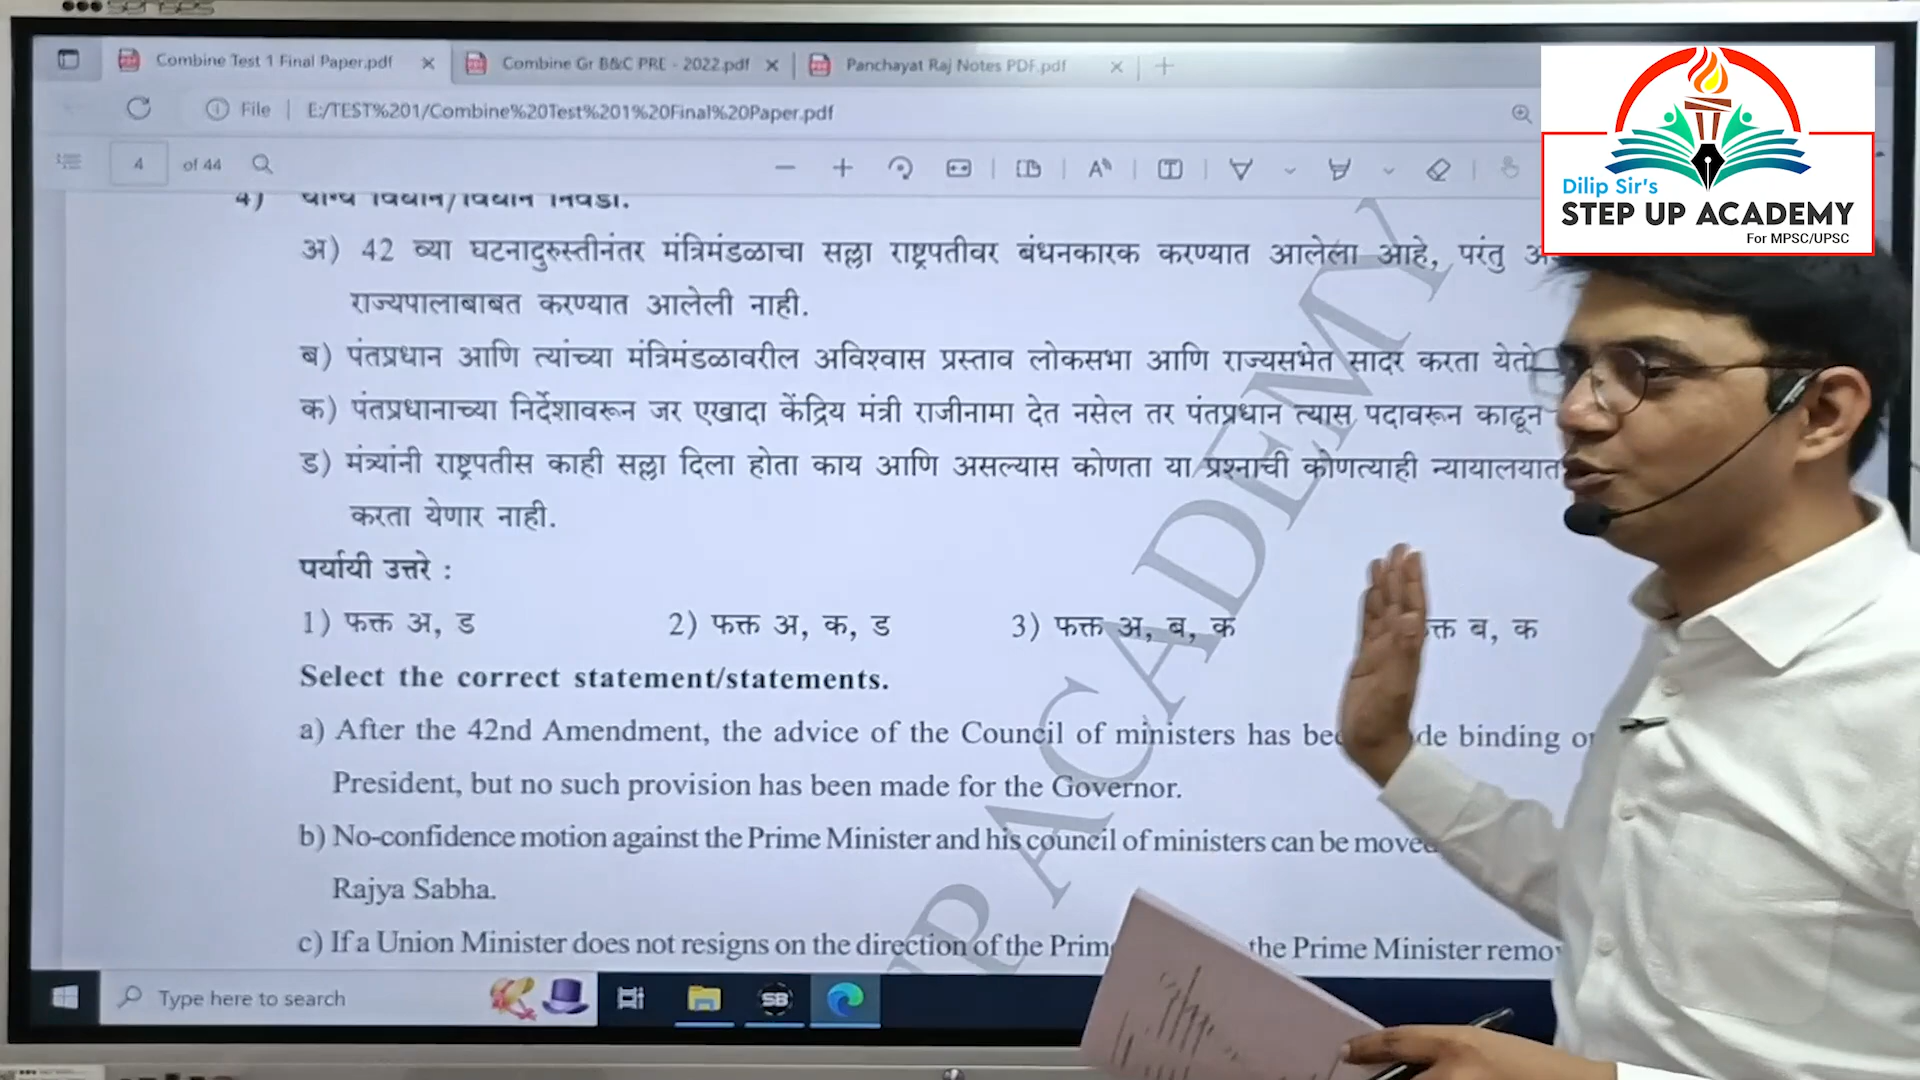 Combine Test 1 Final Paper.pdf
Combine Gr B&C PRE - 2022.pdf
Panchayat Raj Notes PDF.pdf
File
E:/TEST%201/Combine%20Test%201%20Final%20Paper.pdf
4 of 44
Dilip Sir's
STEP UP ACADEMY
For MPSC/UPSC
4) योग्य विधान/विधाने निवडा.
अ) 42 व्या घटनादुरुस्तीनंतर मंत्रिमंडळाचा सल्ला राष्ट्रपतीवर बंधनकारक करण्यात आलेला आहे, परंतु
राज्यपालाबाबत करण्यात आलेली नाही.
ब) पंतप्रधान आणि त्यांच्या मंत्रिमंडळावरील अविश्वास प्रस्ताव लोकसभा आणि राज्यसभेत सादर करता येतो
क) पंतप्रधानाच्या निर्देशावरून जर एखादा केंद्रिय मंत्री राजीनामा देत नसेल तर पंतप्रधान त्यास पदावरून काढून
ड) मंत्र्यांनी राष्ट्रपतीस काही सल्ला दिला होता काय आणि असल्यास कोणता या प्रश्नाची कोणत्याही न्यायालयात
करता येणार नाही.
पर्यायी उत्तरे :
1) फक्त अ, ड 2) फक्त अ, क, ड 3) फक्त अ, ब, क ब, क
Select the correct statement/statements.
a) After the 42nd Amendment, the advice of the Council of ministers has binding
President, but no such provision has been made for the Governor.
b) No-confidence motion against the Prime Minister and his council of ministers can be moved
Rajya Sabha.
c) If a Union Minister does not resigns on the direction of the the Prime Minister
UP ACADEMY
Type here to search
SB